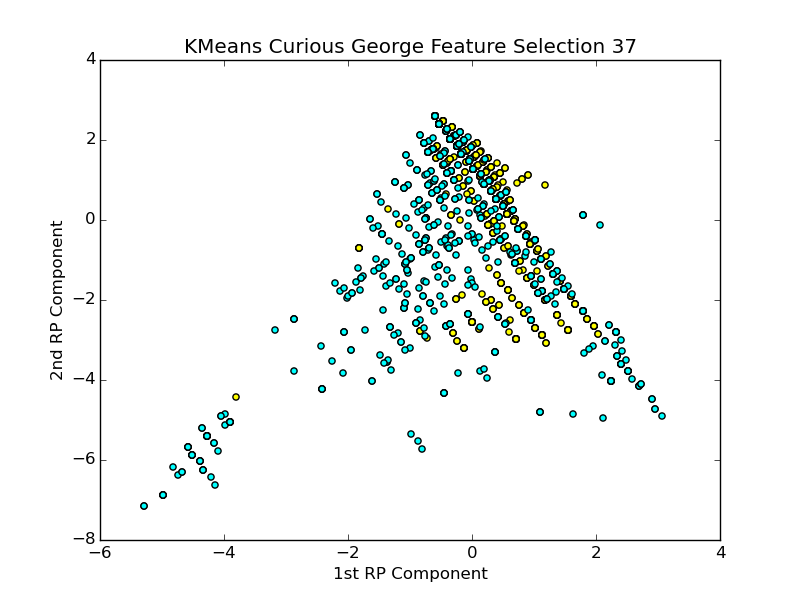 KMeans Curious George Feature Selection 37
4
2
0
−2
−4
−6
−8
2nd RP Component
−6 −4 −2 0 2 4
1st RP Component